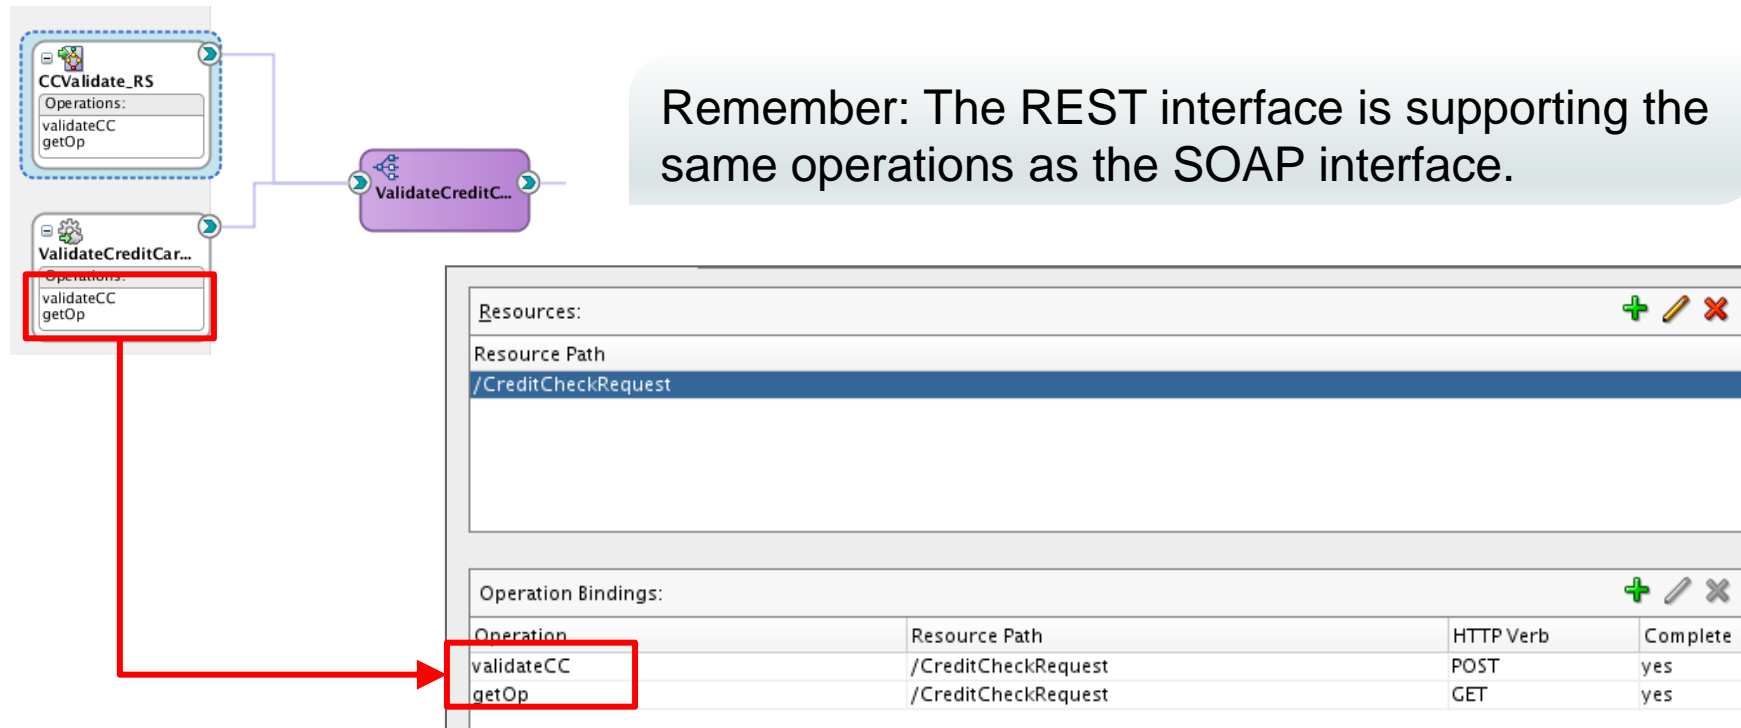 CCValidate_RS
Operations:
validateCC
getOp
ValidateCreditCar...
Operations:
validateCC
getOp
ValidateCreditC...
Remember: The REST interface is supporting the
same operations as the SOAP interface.
Resources:
Resource Path
/CreditCheckRequest
Operation Bindings:
Operation Resource Path HTTP Verb Complete
validateCC /CreditCheckRequest POST yes
getOp /CreditCheckRequest GET yes